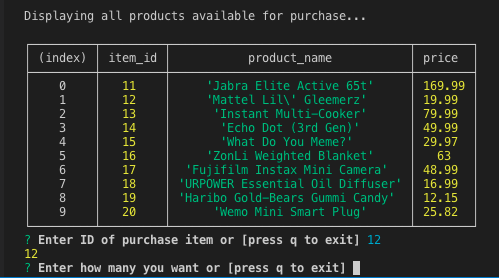 Displaying all products available for purchase...
(index) item_id product_name price
0 11 'Jabra Elite Active 65t' 169.99
1 12 'Mattel Lil\' Gleemerz' 19.99
2 13 'Instant Multi-Cooker' 79.99
3 14 'Echo Dot (3rd Gen)' 49.99
4 15 'What Do You Meme?' 29.97
5 16 'ZonLi Weighted Blanket' 63
6 17 'Fujifilm Instax Mini Camera' 48.99
7 18 'URPOWER Essential Oil Diffuser' 16.99
8 19 'Haribo Gold-Bears Gummi Candy' 12.15
9 20 'Wemo Mini Smart Plug' 25.82
? Enter ID of purchase item or [press q to exit] 12
12
? Enter how many you want or [press q to exit]